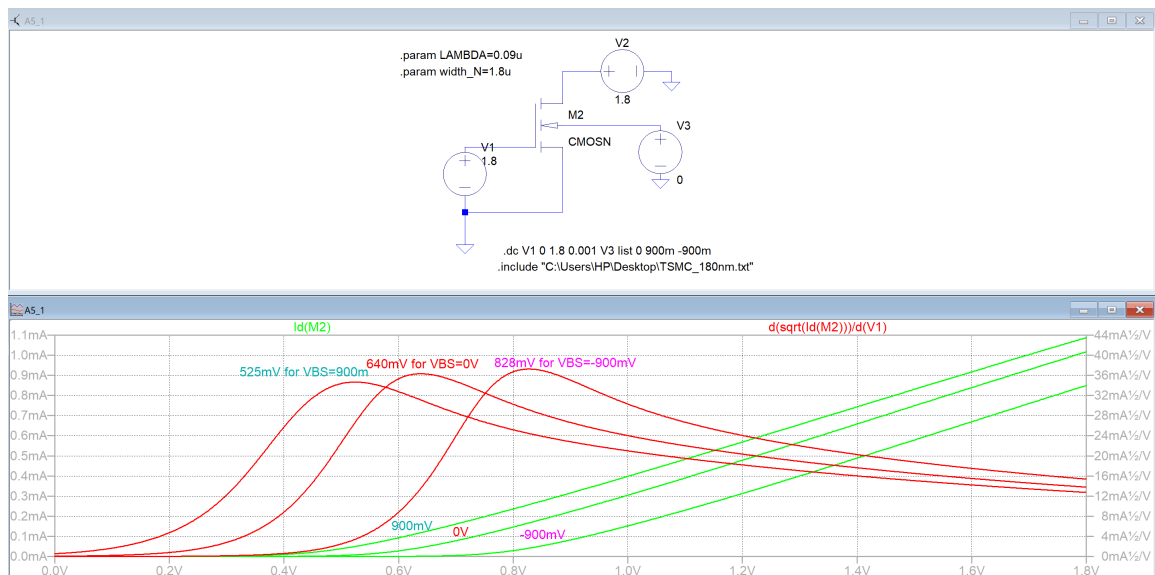 A5_1
.param LAMBDA=0.09u
.param width_N=1.8u
V2
1.8
M2
CMOSN
V3
0
V1
1.8
.dc V1 0 1.8 0.001 V3 list 0 900m -900m
.include "C:\Users\HP\Desktop\TSMC_180nm.txt"
A5_1
Id(M2)
d(sqrt(Id(M2)))/d(V1)
1.1mA
1.0mA
0.9mA
0.8mA
0.7mA
0.6mA
0.5mA
0.4mA
0.3mA
0.2mA
0.1mA
0.0mA
525mV for VBS=900m
640mV for VBS=0V
828mV for VBS=-900mV
900mV
0V
-900mV
44mA½/V
40mA½/V
36mA½/V
32mA½/V
28mA½/V
24mA½/V
20mA½/V
16mA½/V
12mA½/V
8mA½/V
4mA½/V
0mA½/V
0.0V
0.2V
0.4V
0.6V
0.8V
1.0V
1.2V
1.4V
1.6V
1.8V